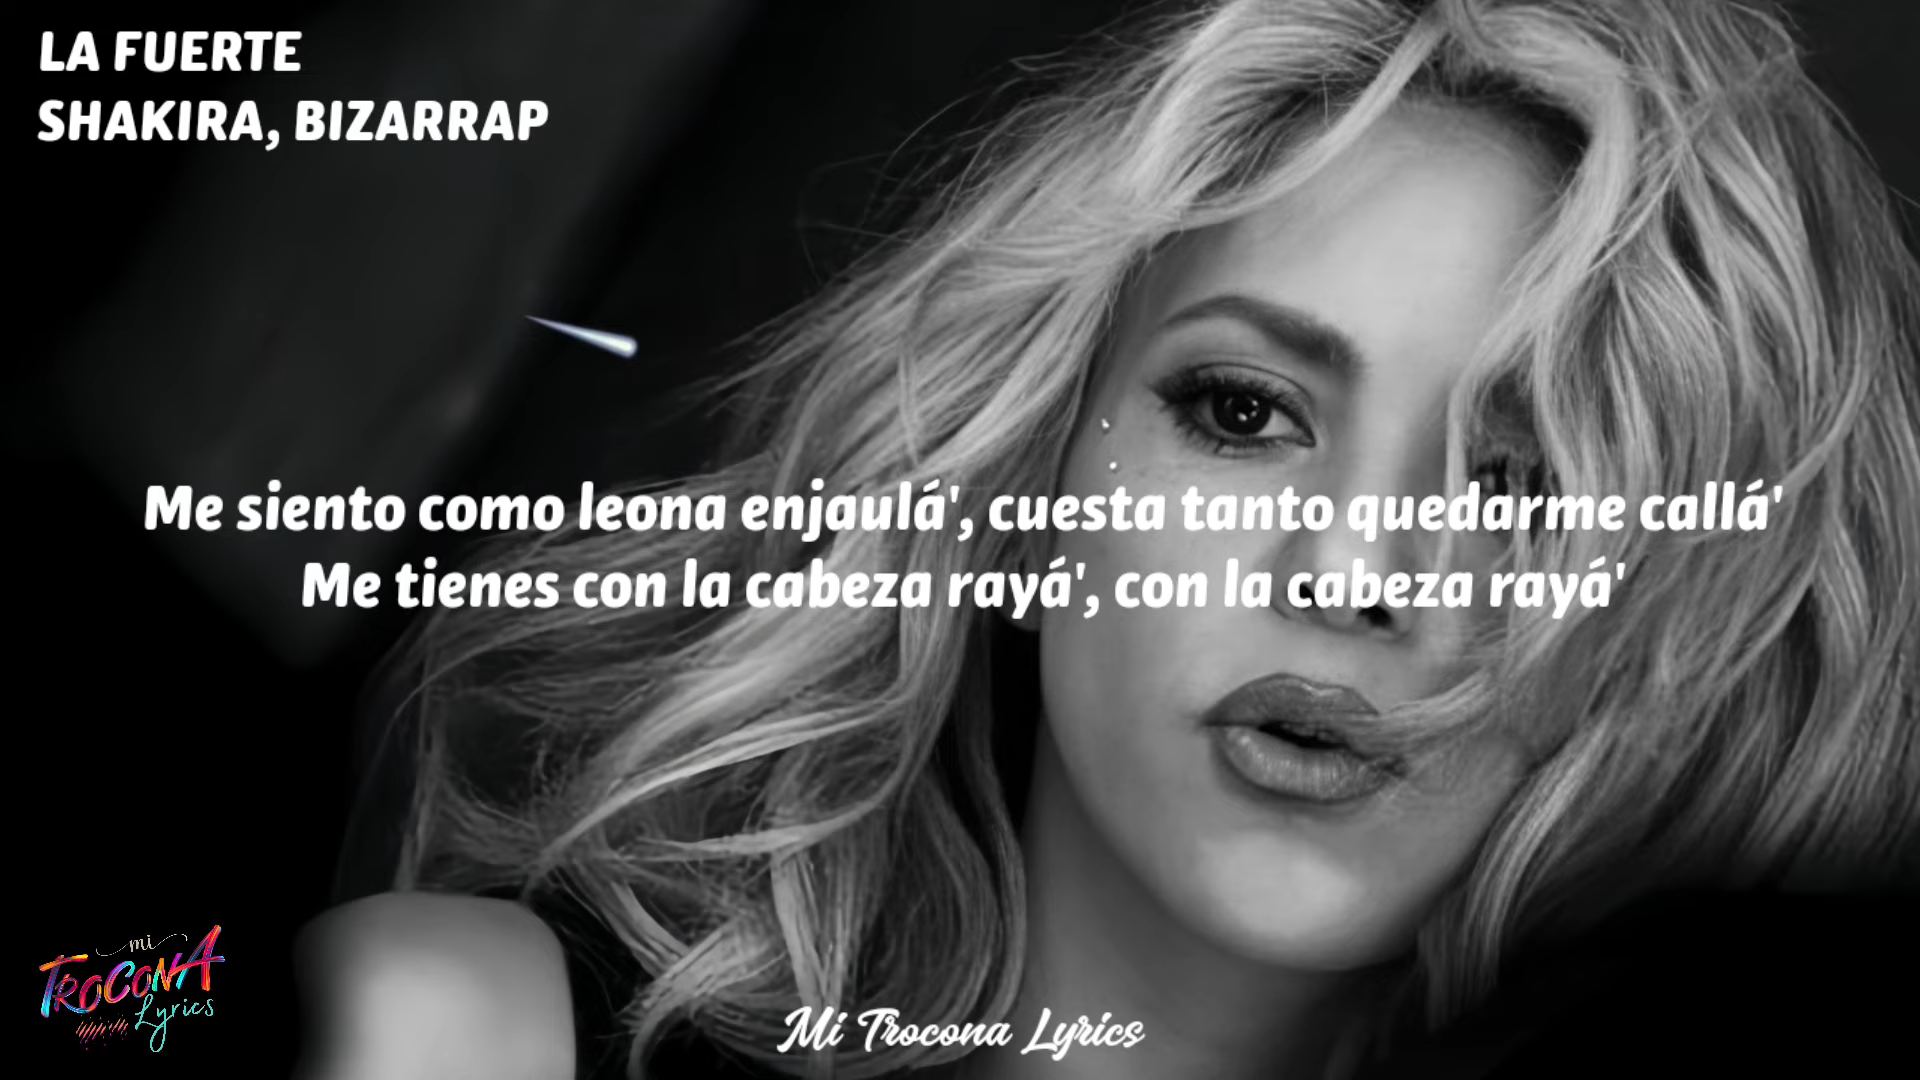 LA FUERTE
SHAKIRA, BIZARRAP
Me siento como leona enjaulá', cuesta tanto quedarme callá'
Me tienes con la cabeza rayá', con la cabeza rayá'
mi
TROCONA
Lyrics
Mi Trocona Lyrics